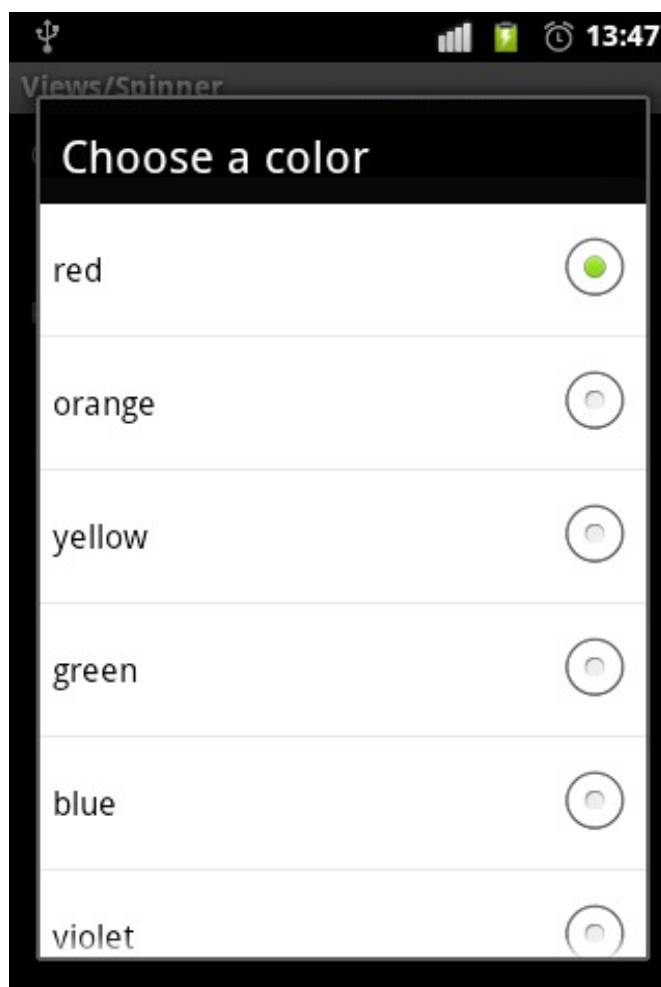 13:47
Views/Spinner
Choose a color
red
orange
yellow
green
blue
violet